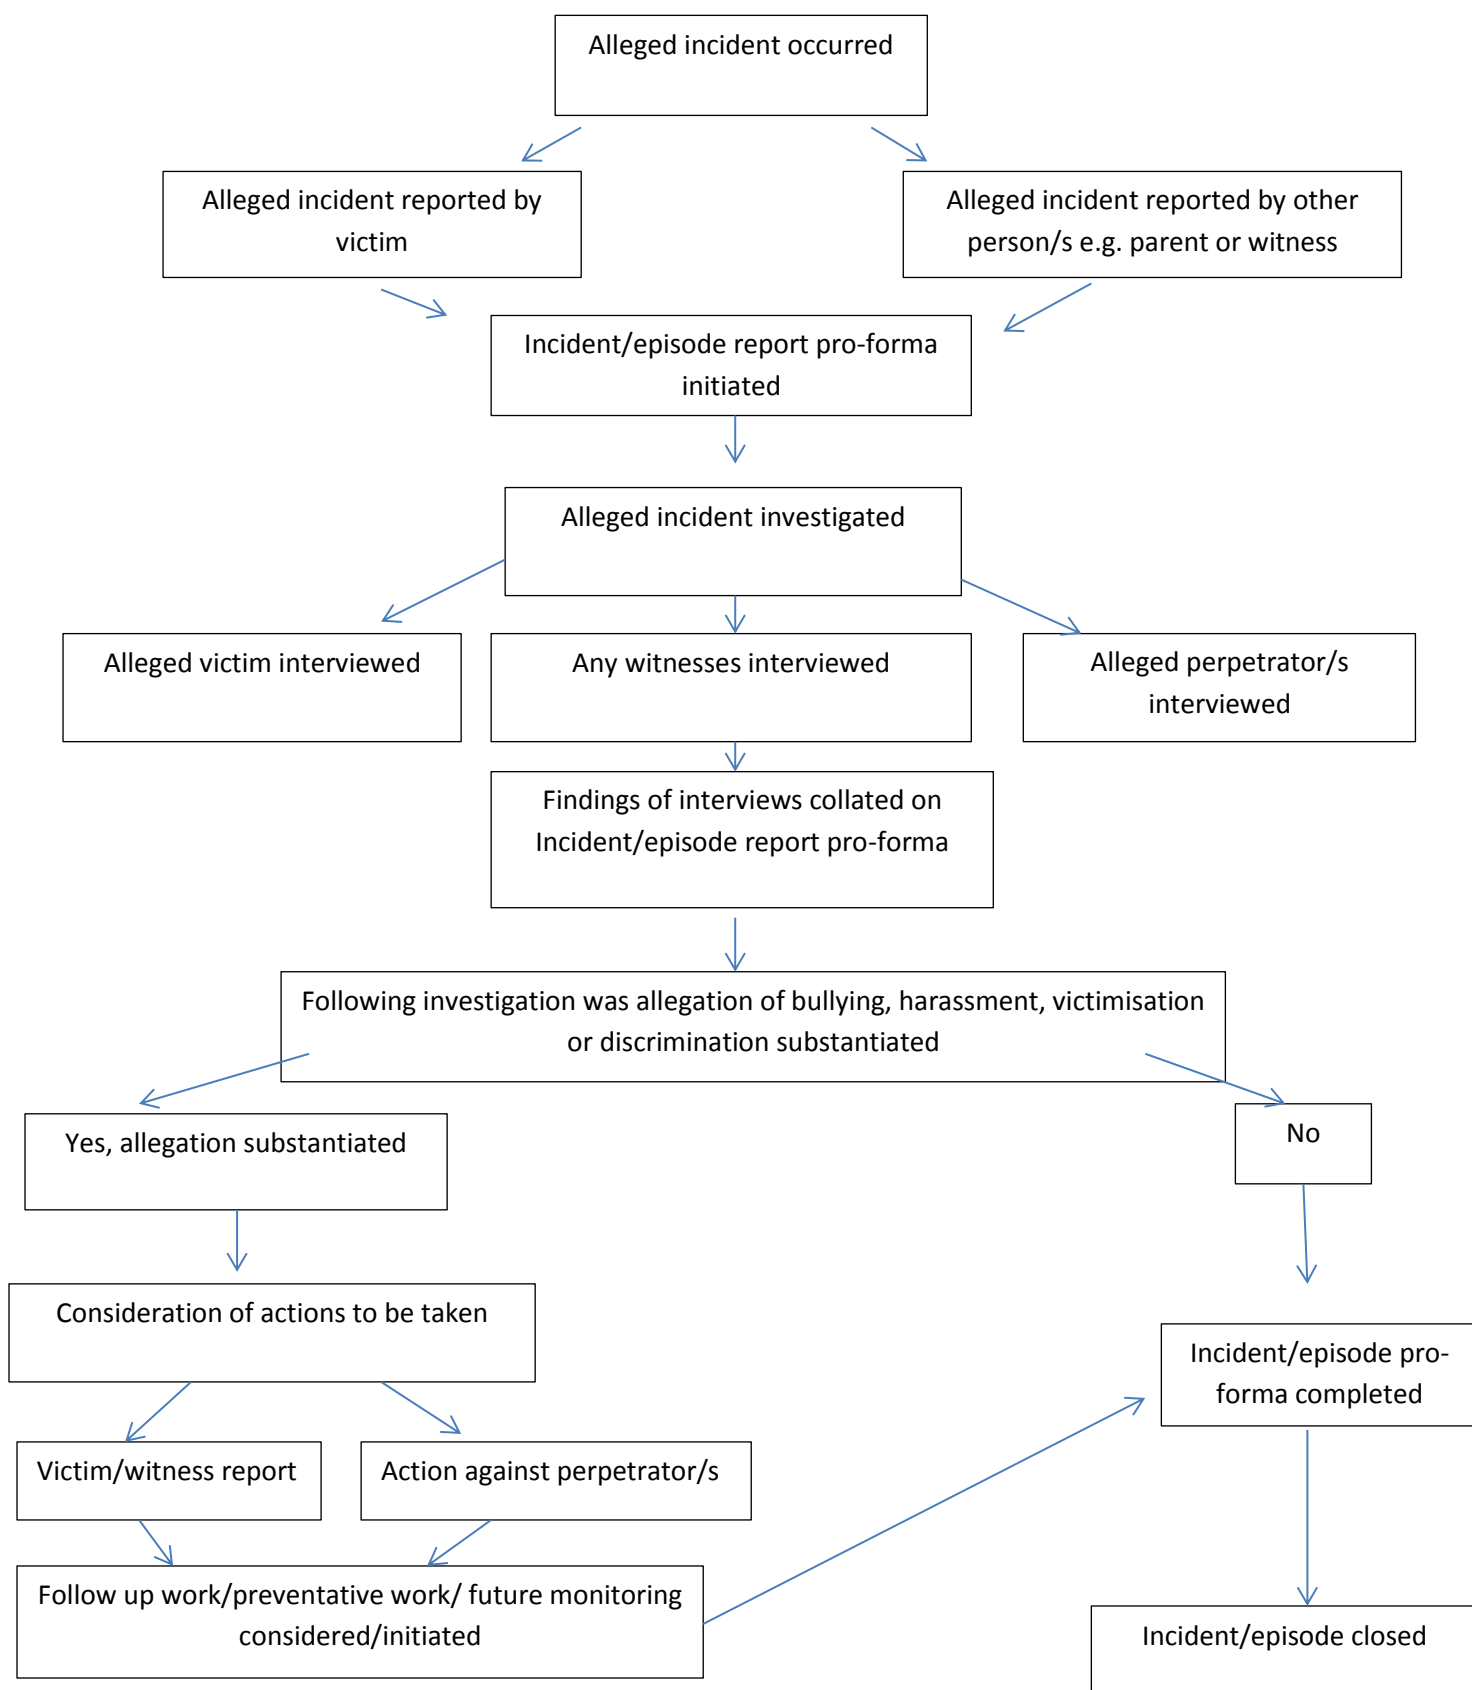 Alleged incident occurred
Alleged incident reported by
victim
Alleged incident reported by other
person/s e.g. parent or witness
Incident/episode report pro-forma
initiated
Alleged incident investigated
Alleged victim interviewed
Any witnesses interviewed
Alleged perpetrator/s
interviewed
Findings of interviews collated on
Incident/episode report pro-forma
Following investigation was allegation of bullying, harassment, victimisation
or discrimination substantiated
Yes, allegation substantiated
No
Consideration of actions to be taken
Incident/episode pro-
forma completed
Victim/witness report
Action against perpetrator/s
Follow up work/preventative work/ future monitoring
considered/initiated
Incident/episode closed